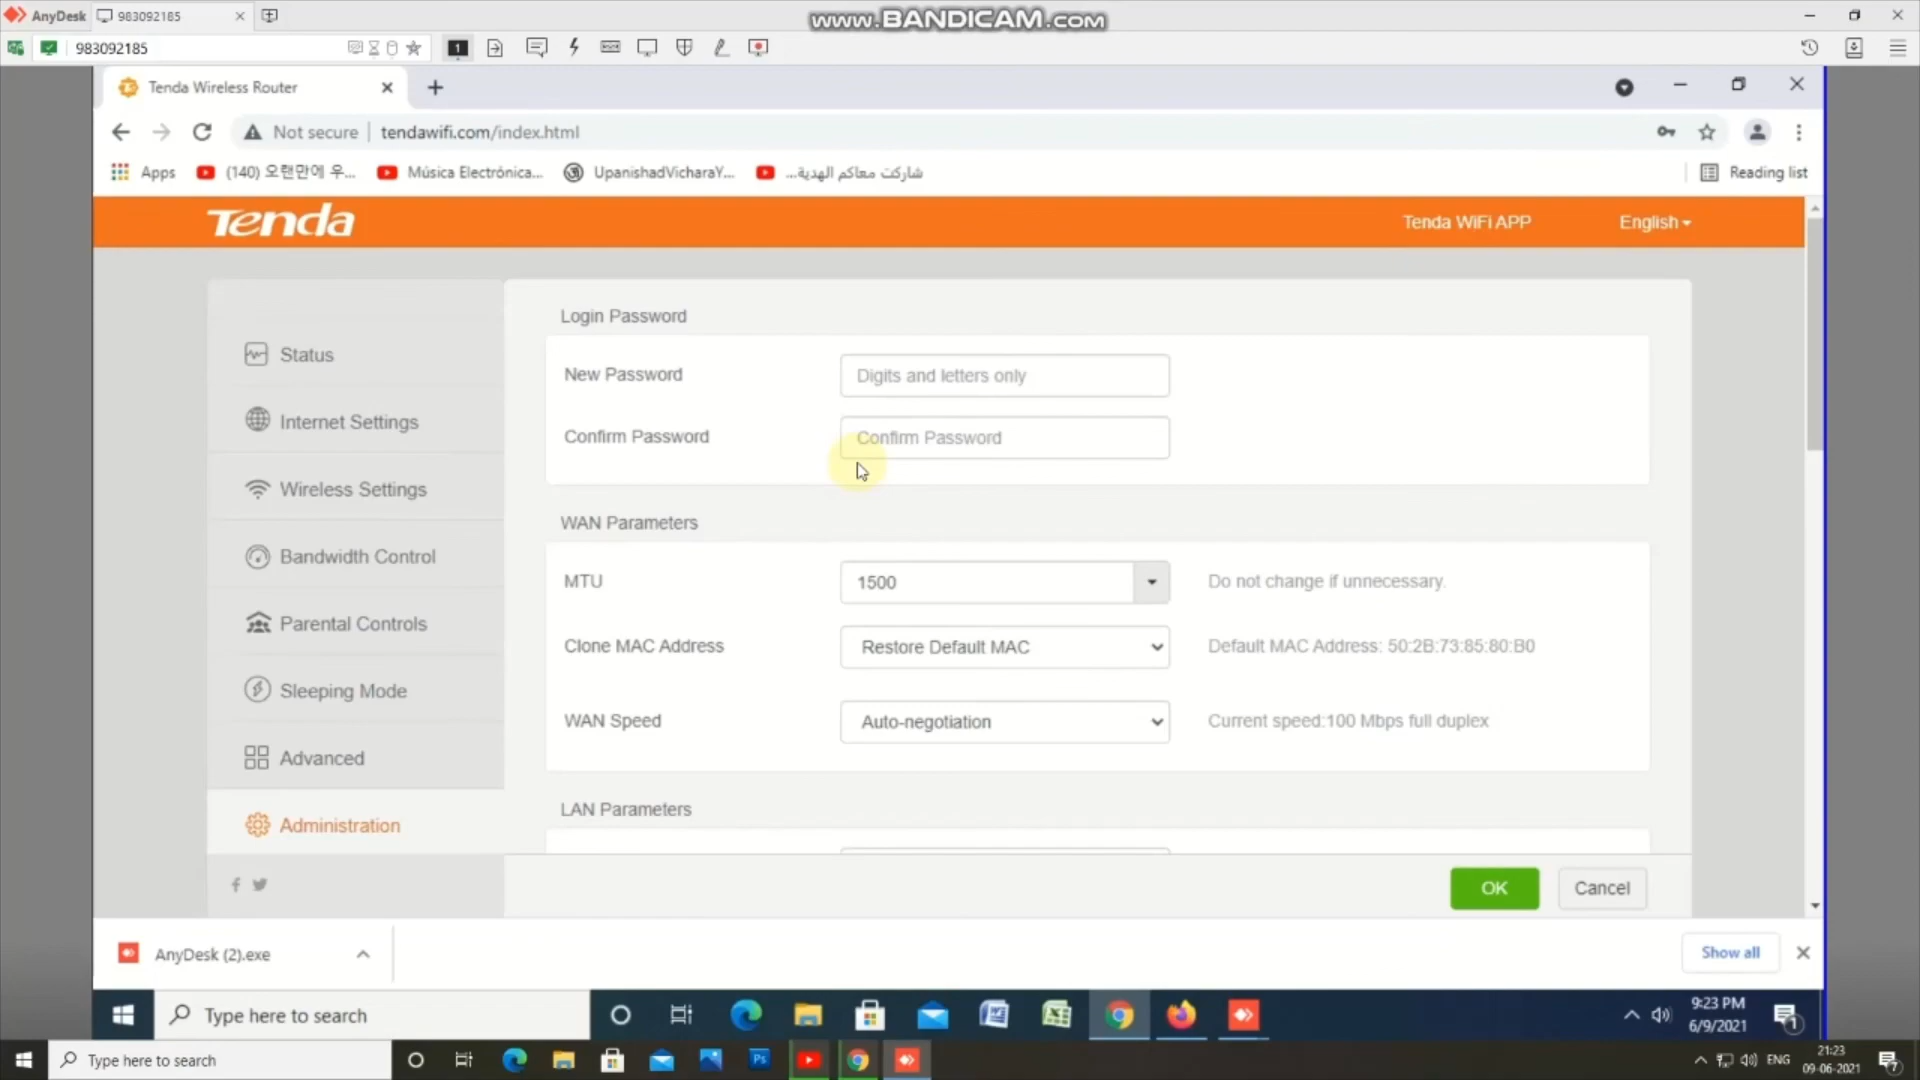 AnyDesk
983092185
www.BANDICAM.com
983092185
1
Tenda Wireless Router
Not secure
tendawifi.com/index.html
Apps
(140) 오랜만에 우...
Música Electrónica...
UpanishadVicharaY...
شاركت معاكم الهدية...
Reading list
Tenda
Tenda WiFi APP
English
Login Password
Status
New Password
Digits and letters only
Internet Settings
Confirm Password
Confirm Password
Wireless Settings
WAN Parameters
Bandwidth Control
MTU
1500
Do not change if unnecessary.
Parental Controls
Clone MAC Address
Restore Default MAC
Default MAC Address: 50:2B:73:85:80:B0
Sleeping Mode
WAN Speed
Auto-negotiation
Current speed:100 Mbps full duplex
Advanced
LAN Parameters
Administration
OK
Cancel
AnyDesk (2).exe
Show all
Type here to search
9:23 PM
6/9/2021
1
Type here to search
Ps
ENG
21:23
09-06-2021
7